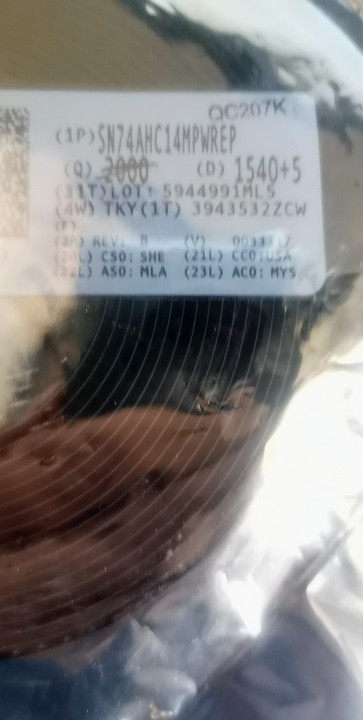 QC207K
(1P)SN74AHC14MPWREP
(Q) 2000 (D) 1540+5
(31T)LOT: 5944991ML5
(4W) TKY(1T) 3943532ZCW
(P)
(2P) REV: B (V)
(20L) CSO: SHE (21L) CCO:USA
(22L) ASO: MLA (23L) ACO: MYS